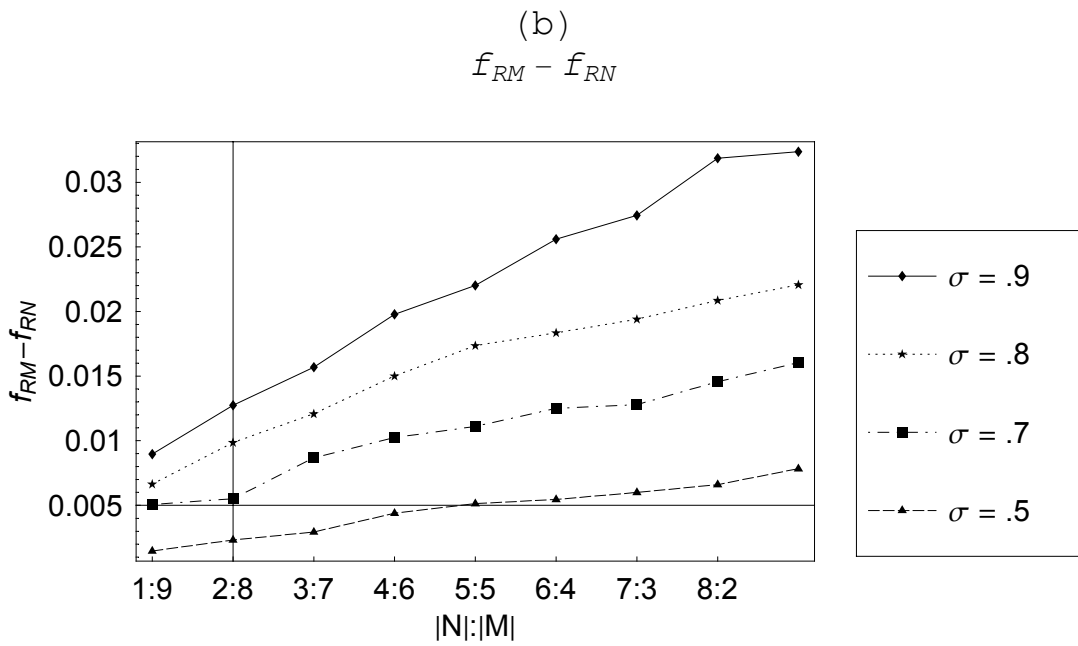 (b)
f_RM – f_RN
0.03
0.025
0.02
0.015
0.01
0.005
f_RM–f_RN
1:9 2:8 3:7 4:6 5:5 6:4 7:3 8:2
|N|:|M|
σ = .9
σ = .8
σ = .7
σ = .5